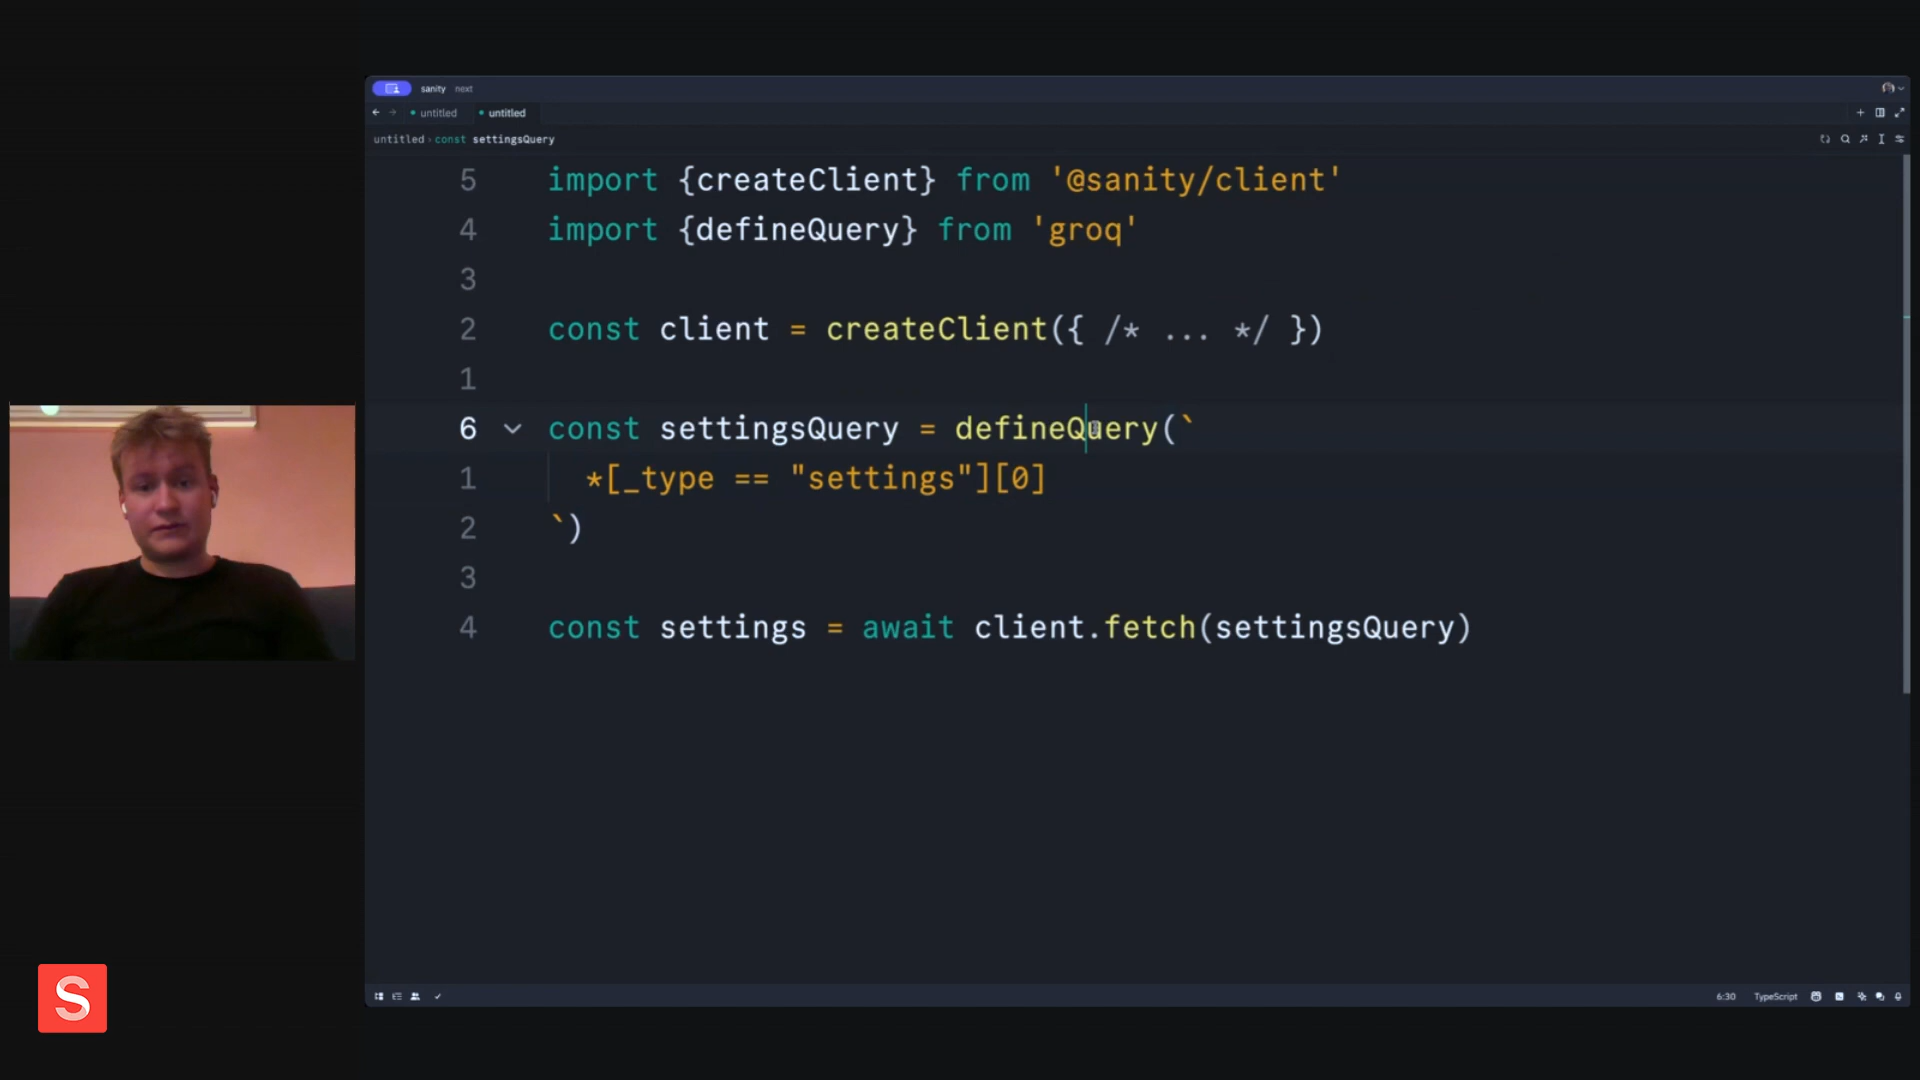 sanity next
untitled untitled
untitled › const settingsQuery
5 import {createClient} from '@sanity/client'
4 import {defineQuery} from 'groq'
3
2 const client = createClient({ /* ... */ })
1
6 const settingsQuery = defineQuery(`
1 *[_type == "settings"][0]
2 `)
3
4 const settings = await client.fetch(settingsQuery)
S
6:30 TypeScript